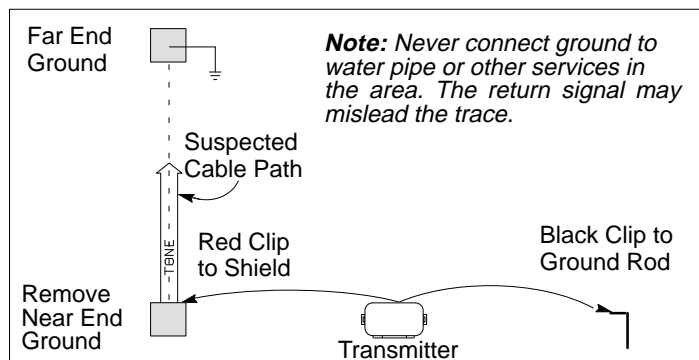 Far End
Ground
Note: Never connect ground to
water pipe or other services in
the area. The return signal may
mislead the trace.
Suspected
Cable Path
TONE
Red Clip
to Shield
Black Clip to
Ground Rod
Remove
Near End
Ground
Transmitter